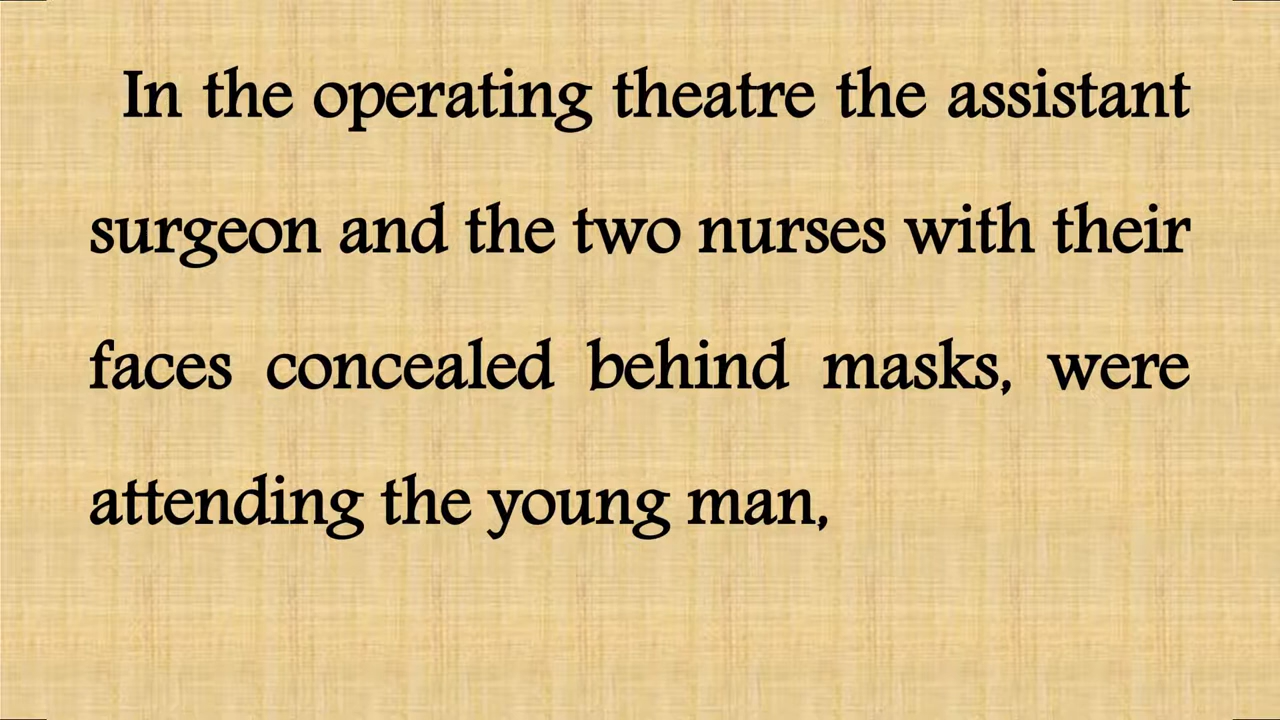 In the operating theatre the assistant
surgeon and the two nurses with their
faces concealed behind masks, were
attending the young man,